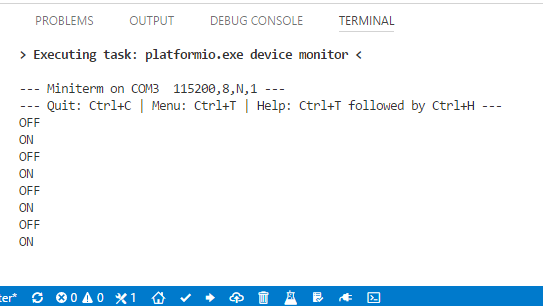 PROBLEMS OUTPUT DEBUG CONSOLE TERMINAL
> Executing task: platformio.exe device monitor <
--- Miniterm on COM3  115200,8,N,1 ---
--- Quit: Ctrl+C | Menu: Ctrl+T | Help: Ctrl+T followed by Ctrl+H ---
OFF
ON
OFF
ON
OFF
ON
OFF
ON
ter* 0 0 1